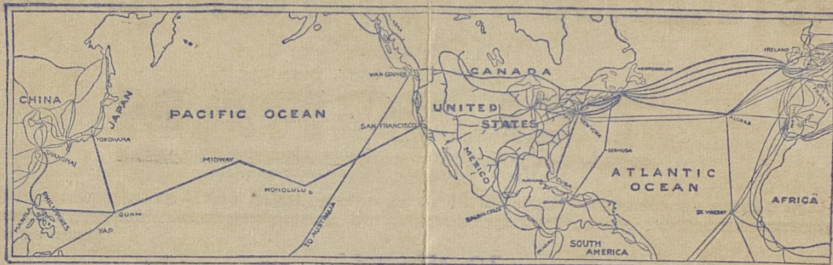 CHINA
JAPAN
YOKOHAMA
SHANGHAI
MANILA
PHILIPPINES
GUAM
YAP
PACIFIC OCEAN
MIDWAY
HONOLULU
TO AUSTRALIA
VANCOUVER
SAN FRANCISCO
CANADA
UNITED
STATES
MEXICO
NEW YORK
NEWFOUNDLAND
BERMUDA
CUBA
JAMAICA
SOUTH
AMERICA
ATLANTIC
OCEAN
IRELAND
ST. VINCENT
AFRICA